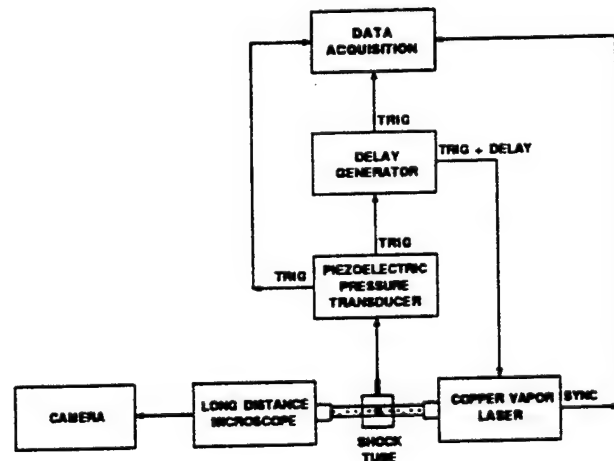 DATA
ACQUISITION
TRIG
DELAY
GENERATOR
TRIG + DELAY
TRIG
TRIG
PIEZOELECTRIC
PRESSURE
TRANSDUCER
CAMERA
LONG DISTANCE
MICROSCOPE
SHOCK
TUBE
COPPER VAPOR
LASER
SYNC